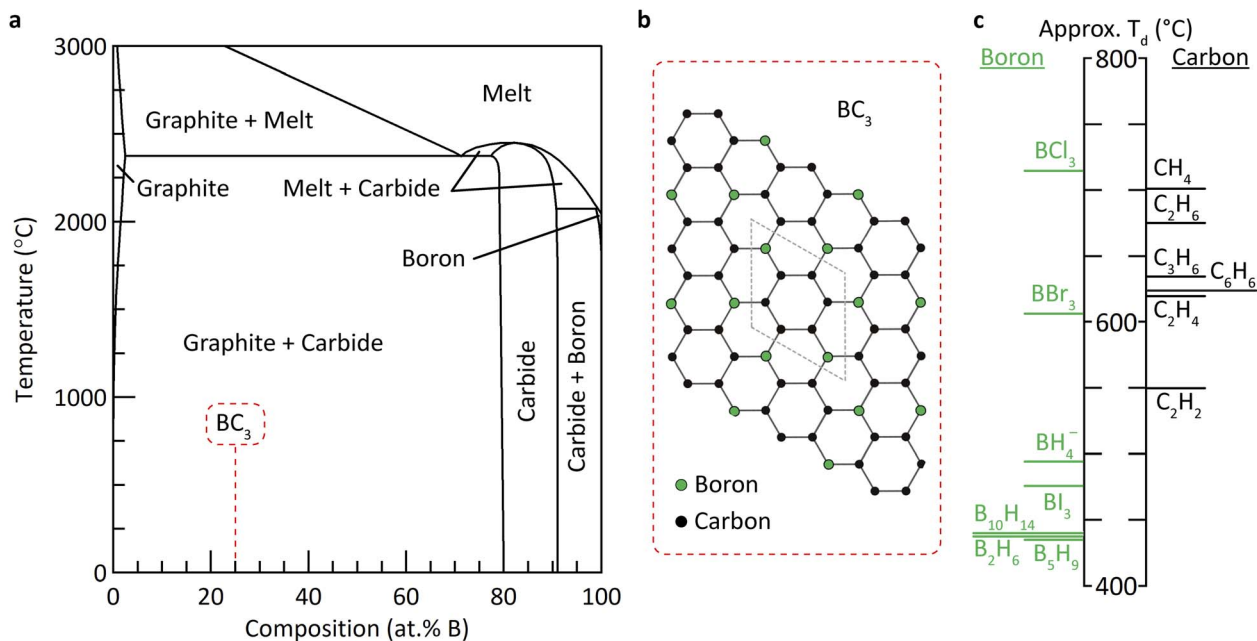 a
3000
2000
1000
0
Temperature (°C)
0
20
40
60
80
100
Composition (at.% B)
Melt
Graphite + Melt
Graphite
Melt + Carbide
Boron
Graphite + Carbide
BC₃
Carbide
Carbide + Boron
b
BC₃
Boron
Carbon
c
Approx. T_d (°C)
Boron
Carbon
800
600
400
BCl₃
BBr₃
BH₄⁻
BI₃
B₁₀H₁₄
B₂H₆
B₅H₉
CH₄
C₂H₆
C₃H₆
C₆H₆
C₂H₄
C₂H₂